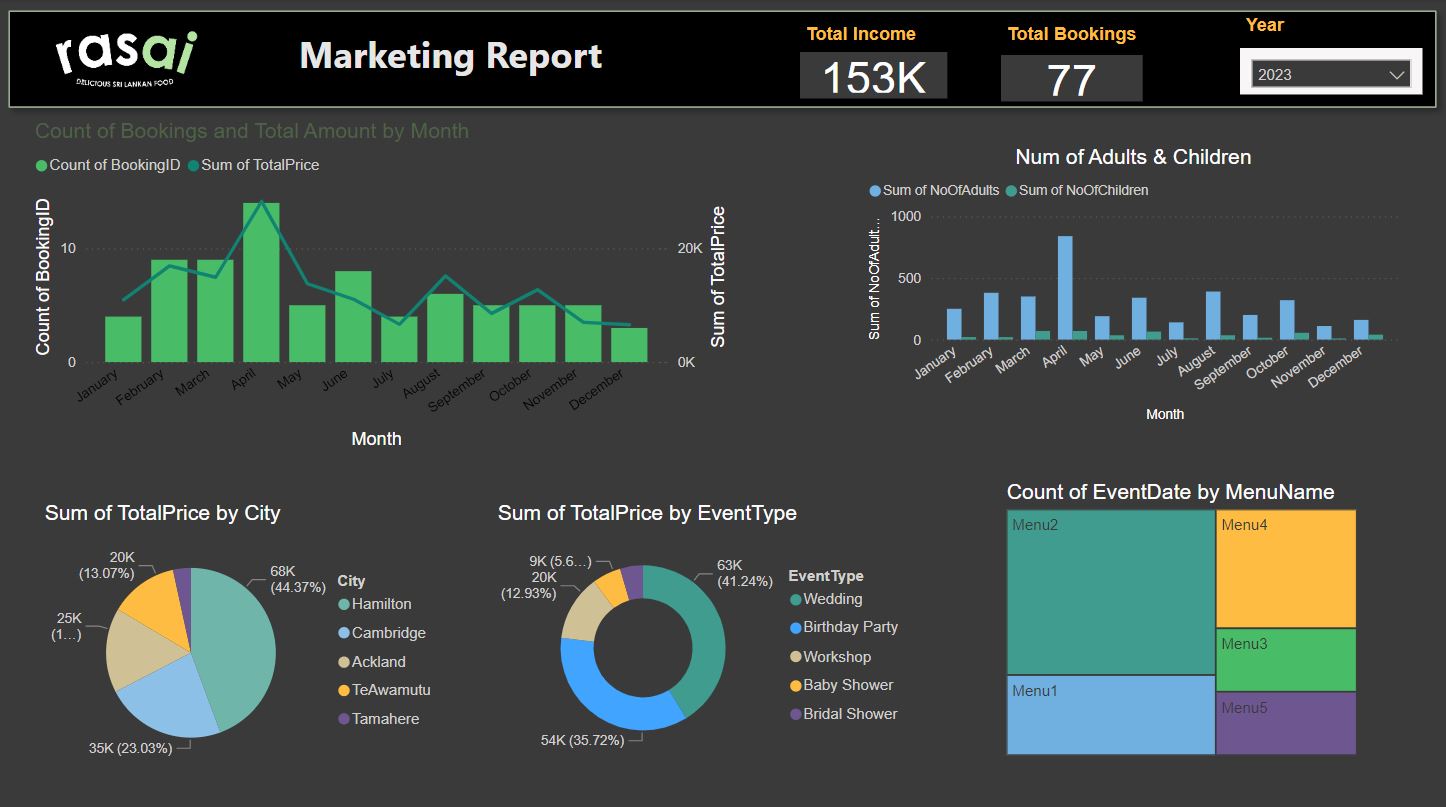 rasai
DELICIOUS SRI LANKAN FOOD
Marketing Report
Total Income
153K
Total Bookings
77
Year
2023
Count of Bookings and Total Amount by Month
Count of BookingID
Sum of TotalPrice
Count of BookingID
10
0
20K
0K
Sum of TotalPrice
January
February
March
April
May
June
July
August
September
October
November
December
Month
Num of Adults & Children
Sum of NoOfAdults
Sum of NoOfChildren
Sum of NoOfAdult...
1000
500
0
January
February
March
April
May
June
July
August
September
October
November
December
Month
Sum of TotalPrice by City
20K
(13.07%)
68K
(44.37%)
25K
(1...)
35K (23.03%)
City
Hamilton
Cambridge
Ackland
TeAwamutu
Tamahere
Sum of TotalPrice by EventType
9K (5.6...)
20K
(12.93%)
63K
(41.24%)
54K (35.72%)
EventType
Wedding
Birthday Party
Workshop
Baby Shower
Bridal Shower
Count of EventDate by MenuName
Menu2
Menu4
Menu3
Menu1
Menu5